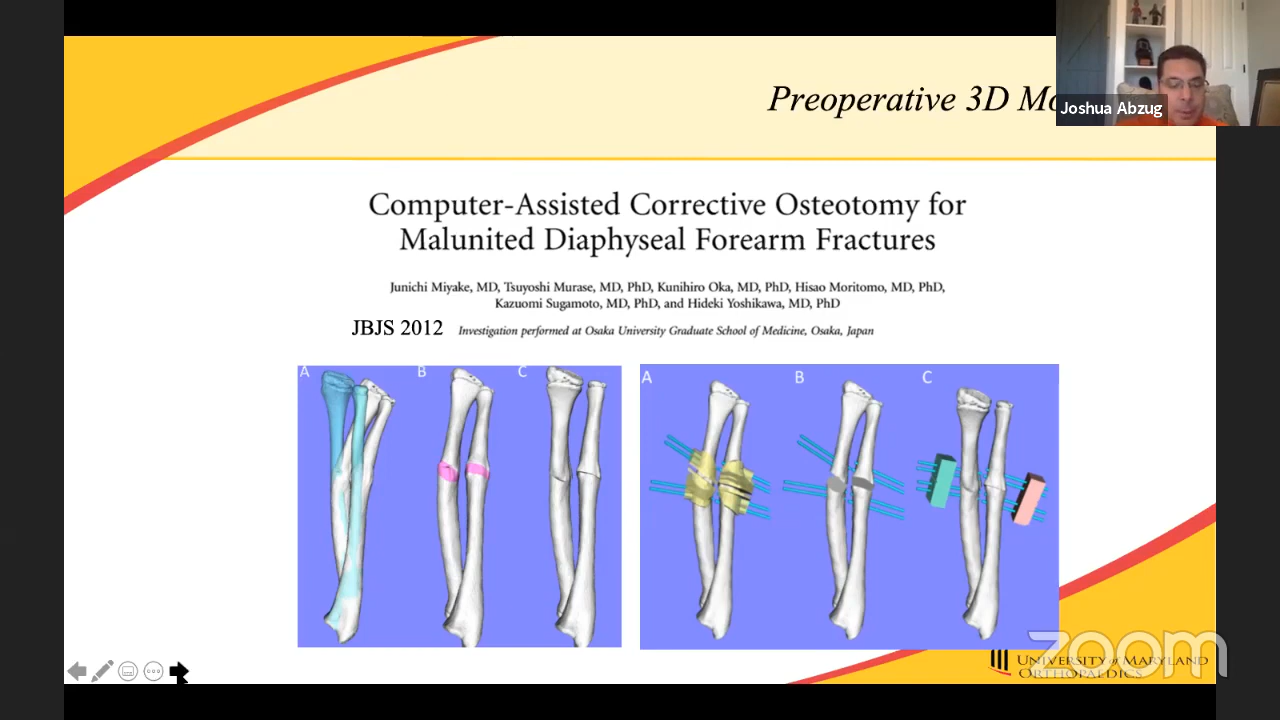 Preoperative 3D Mo
Joshua Abzug
Computer-Assisted Corrective Osteotomy for
Malunited Diaphyseal Forearm Fractures
Junichi Miyake, MD, Tsuyoshi Murase, MD, PhD, Kunihiro Oka, MD, PhD, Hisao Moritomo, MD, PhD,
Kazuomi Sugamoto, MD, PhD, and Hideki Yoshikawa, MD, PhD
JBJS 2012 Investigation performed at Osaka University Graduate School of Medicine, Osaka, Japan
A B C
A B C
zoom
UNIVERSITY of MARYLAND
ORTHOPAEDICS